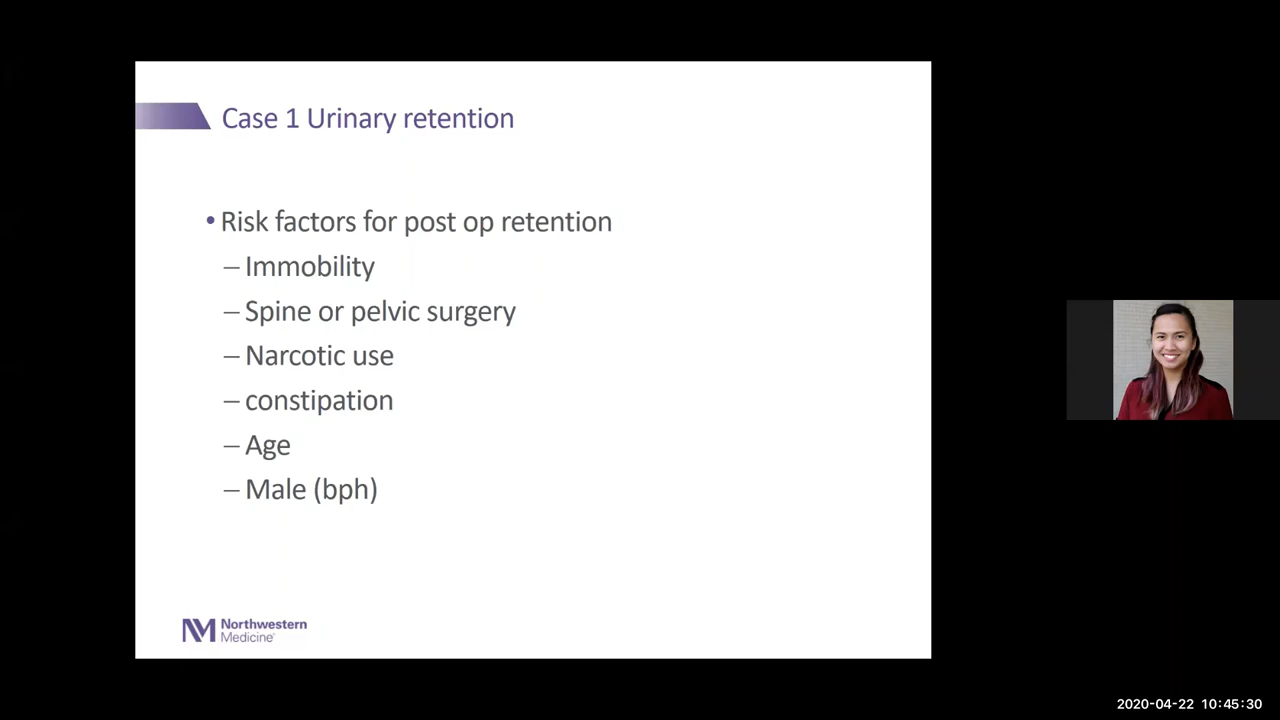 Case 1 Urinary retention
• Risk factors for post op retention
– Immobility
– Spine or pelvic surgery
– Narcotic use
– constipation
– Age
– Male (bph)
Northwestern
Medicine®
2020-04-22 10:45:30